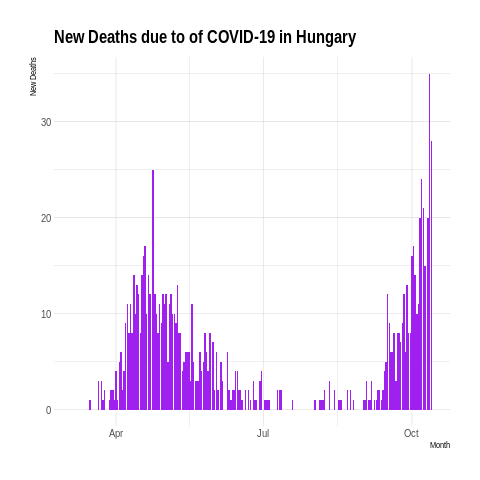 New Deaths due to of COVID-19 in Hungary
New Deaths
30
20
10
0
Apr
Jul
Oct
Month